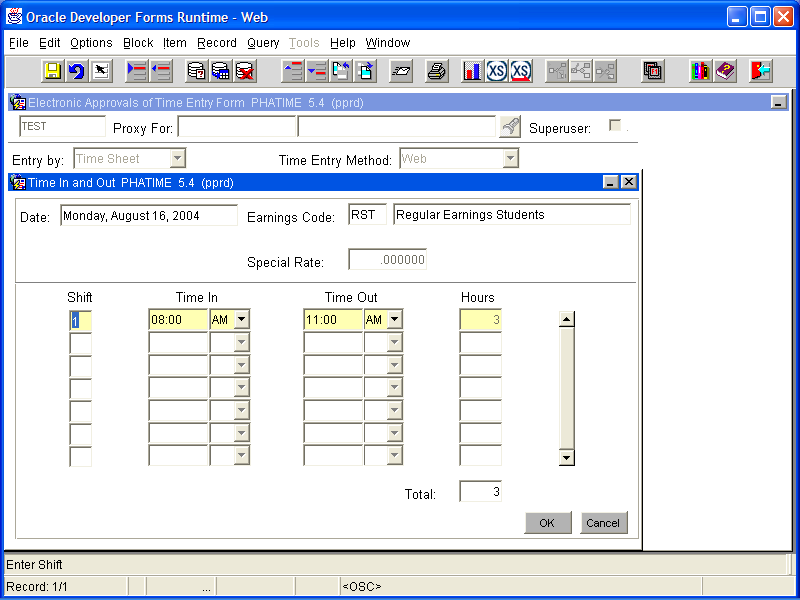 Oracle Developer Forms Runtime - Web
File Edit Options Block Item Record Query Tools Help Window
Electronic Approvals of Time Entry Form PHATIME 5.4 (pprd)
TEST Proxy For: Superuser:
Entry by: Time Sheet Time Entry Method: Web
Time In and Out PHATIME 5.4 (pprd)
Date: Monday, August 16, 2004 Earnings Code: RST Regular Earnings Students
Special Rate: .000000
Shift Time In Time Out Hours
1 08:00 AM 11:00 AM 3
Total: 3
OK Cancel
Enter Shift
Record: 1/1 ... <OSC>